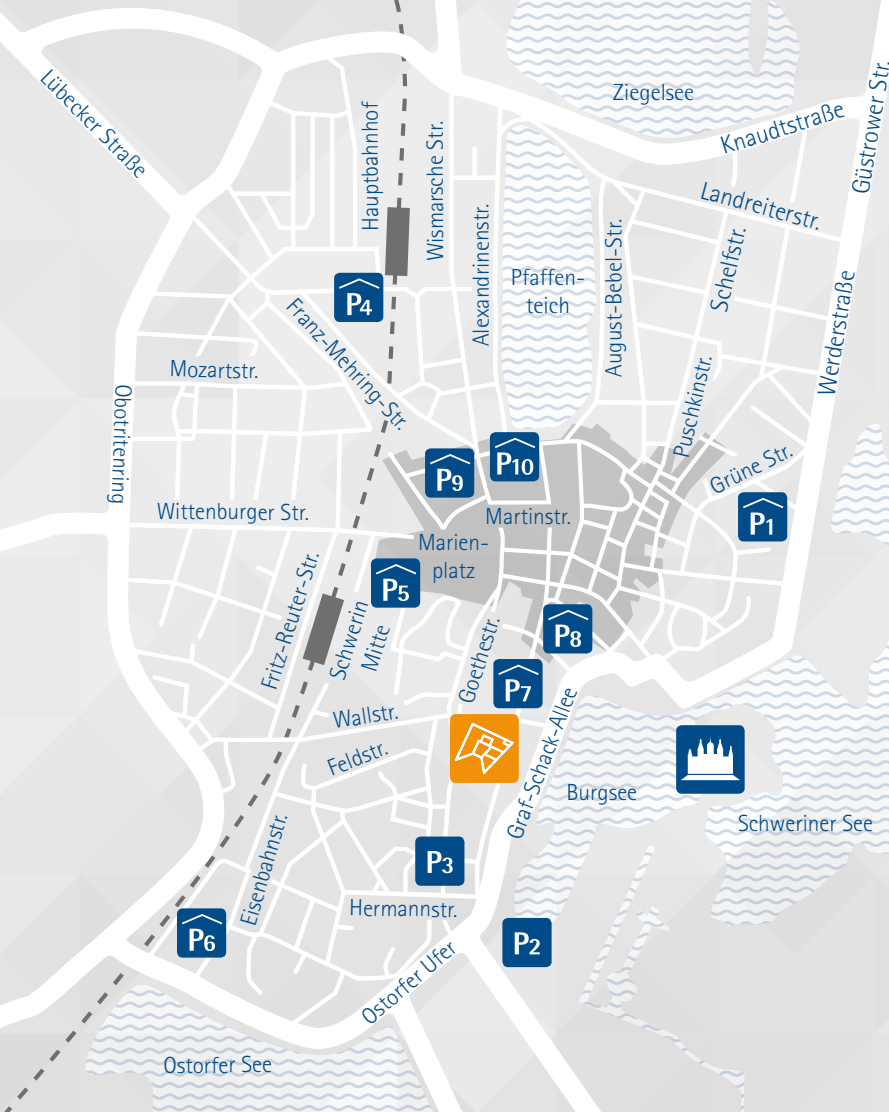 Ziegelsee
Knaudtstraße
Güstrower Str.
Lübecker Straße
Hauptbahnhof
Wismarsche Str.
Landreiterstr.
Alexandrinenstr.
Pfaffen-
teich
August-Bebel-Str.
Schelfstr.
Werderstraße
P4
Franz-Mehring-Str.
Mozartstr.
Obotritenring
Puschkinstr.
P10
P9
Grüne Str.
P1
Wittenburger Str.
Martinstr.
Marien-
platz
P5
Fritz-Reuter-Str.
Schwerin
Mitte
P8
Goethestr.
P7
Wallstr.
Feldstr.
Graf-Schack-Allee
Burgsee
Schweriner See
Eisenbahnstr.
P3
Hermannstr.
P6
P2
Ostorfer Ufer
Ostorfer See